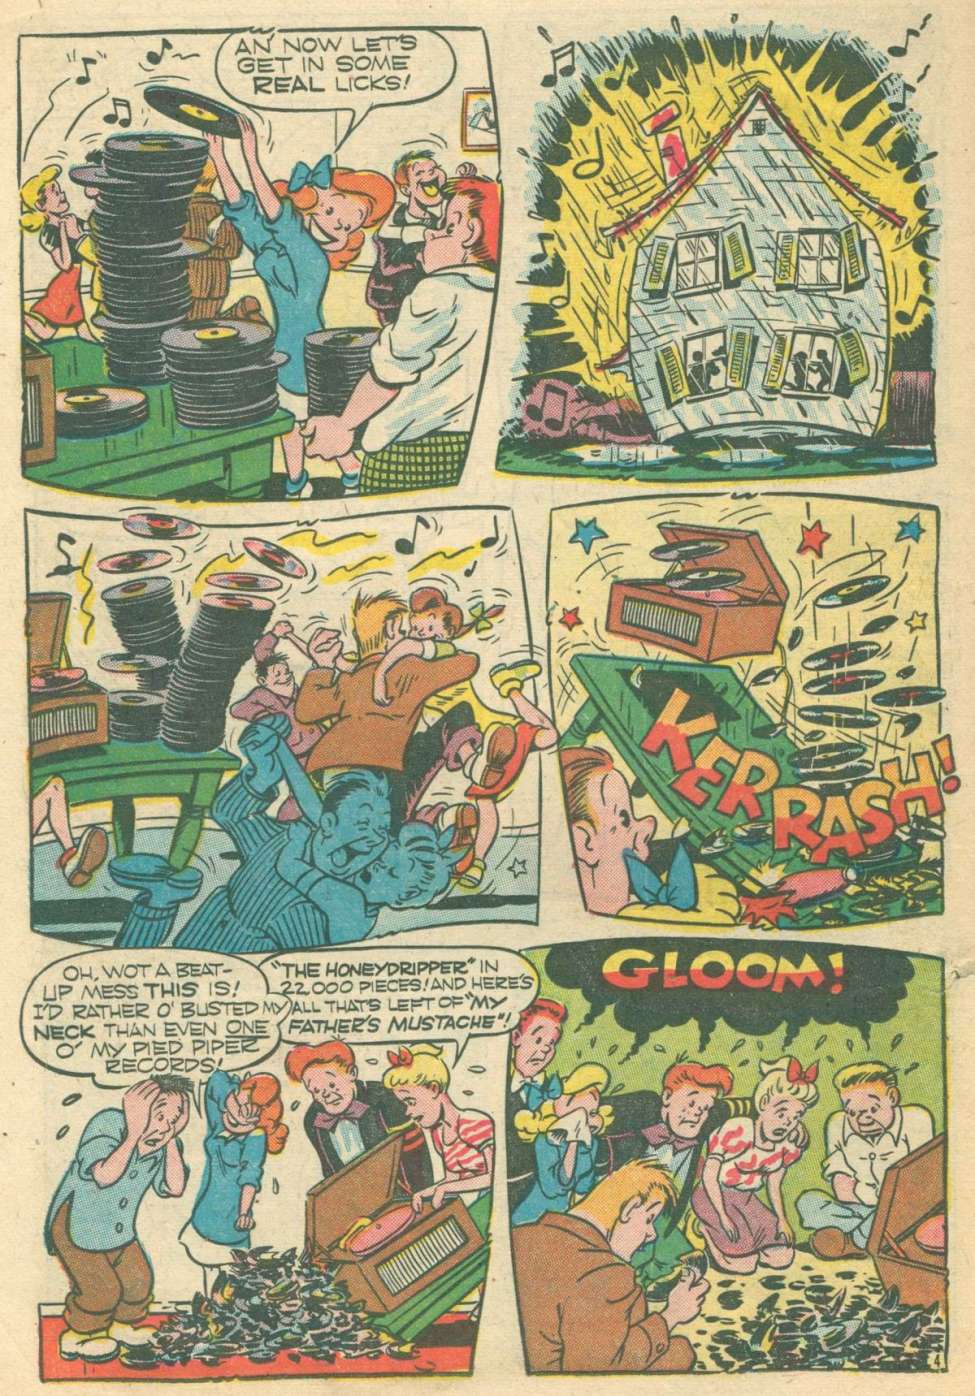 AN' NOW LET'S
GET IN SOME
REAL LICKS!
KERRASH!
OH, WOT A BEAT-
UP MESS THIS IS!
I'D RATHER O' BUSTED MY
NECK THAN EVEN ONE
O' MY PIED PIPER
RECORDS!
"THE HONEYDRIPPER" IN
22,000 PIECES! AND HERE'S
ALL THAT'S LEFT OF "MY
FATHER'S MUSTACHE"!
GLOOM!
4